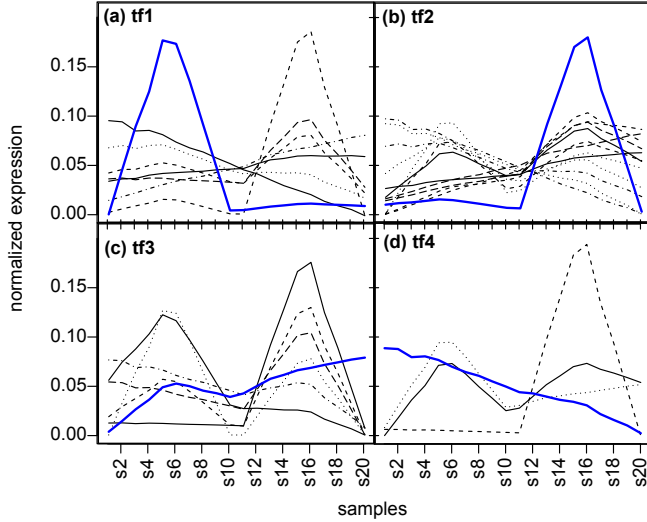 (a) tf1
(b) tf2
0.15
0.10
0.05
0.00
normalized expression
(c) tf3
(d) tf4
0.15
0.10
0.05
0.00
s2 s4 s6 s8 s10 s12 s14 s16 s18 s20
s2 s4 s6 s8 s10 s12 s14 s16 s18 s20
samples